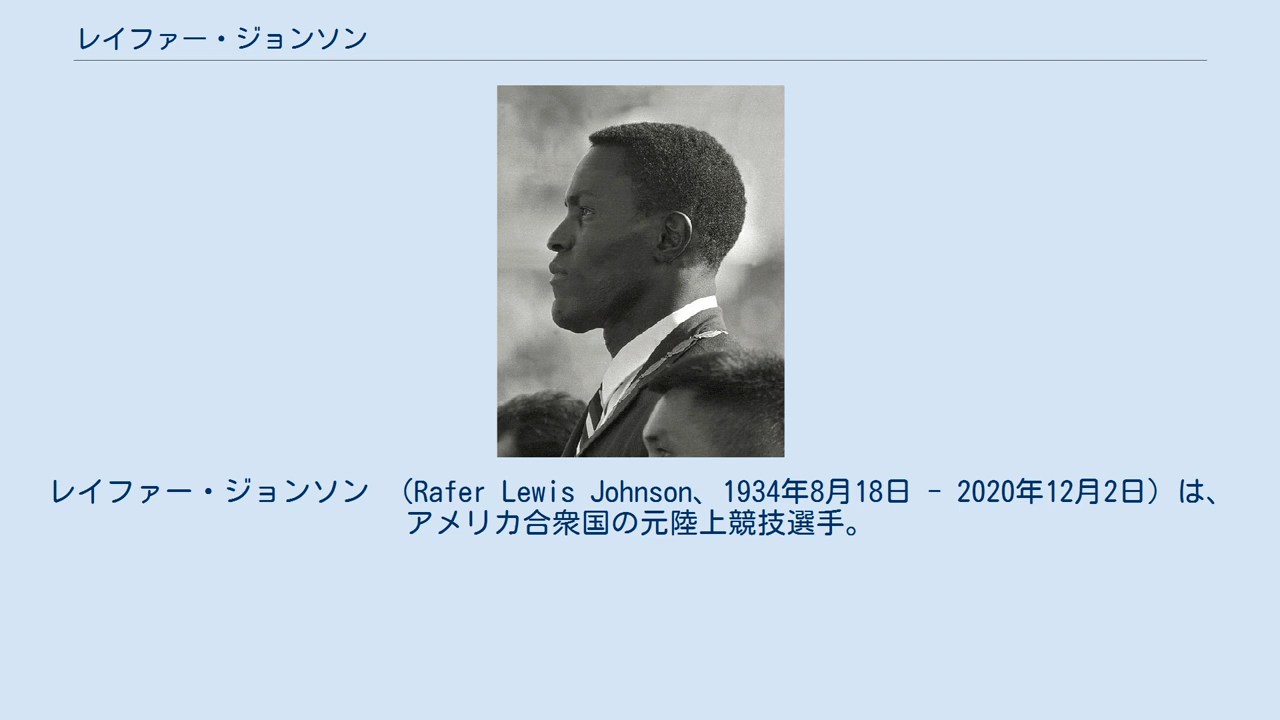 レイファー・ジョンソン
レイファー・ジョンソン （Rafer Lewis Johnson、1934年8月18日 - 2020年12月2日）は、
アメリカ合衆国の元陸上競技選手。